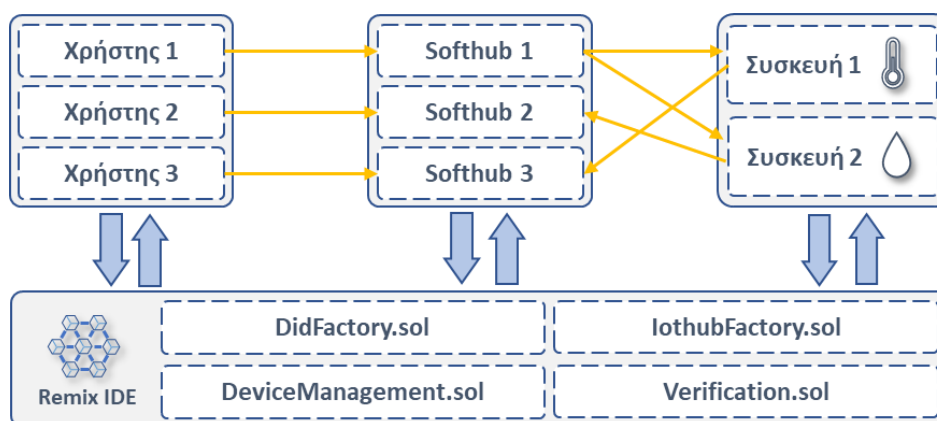 Χρήστης 1
Softhub 1
Συσκευή 1
Χρήστης 2
Softhub 2
Συσκευή 2
Χρήστης 3
Softhub 3
DidFactory.sol
IothubFactory.sol
Remix IDE
DeviceManagement.sol
Verification.sol